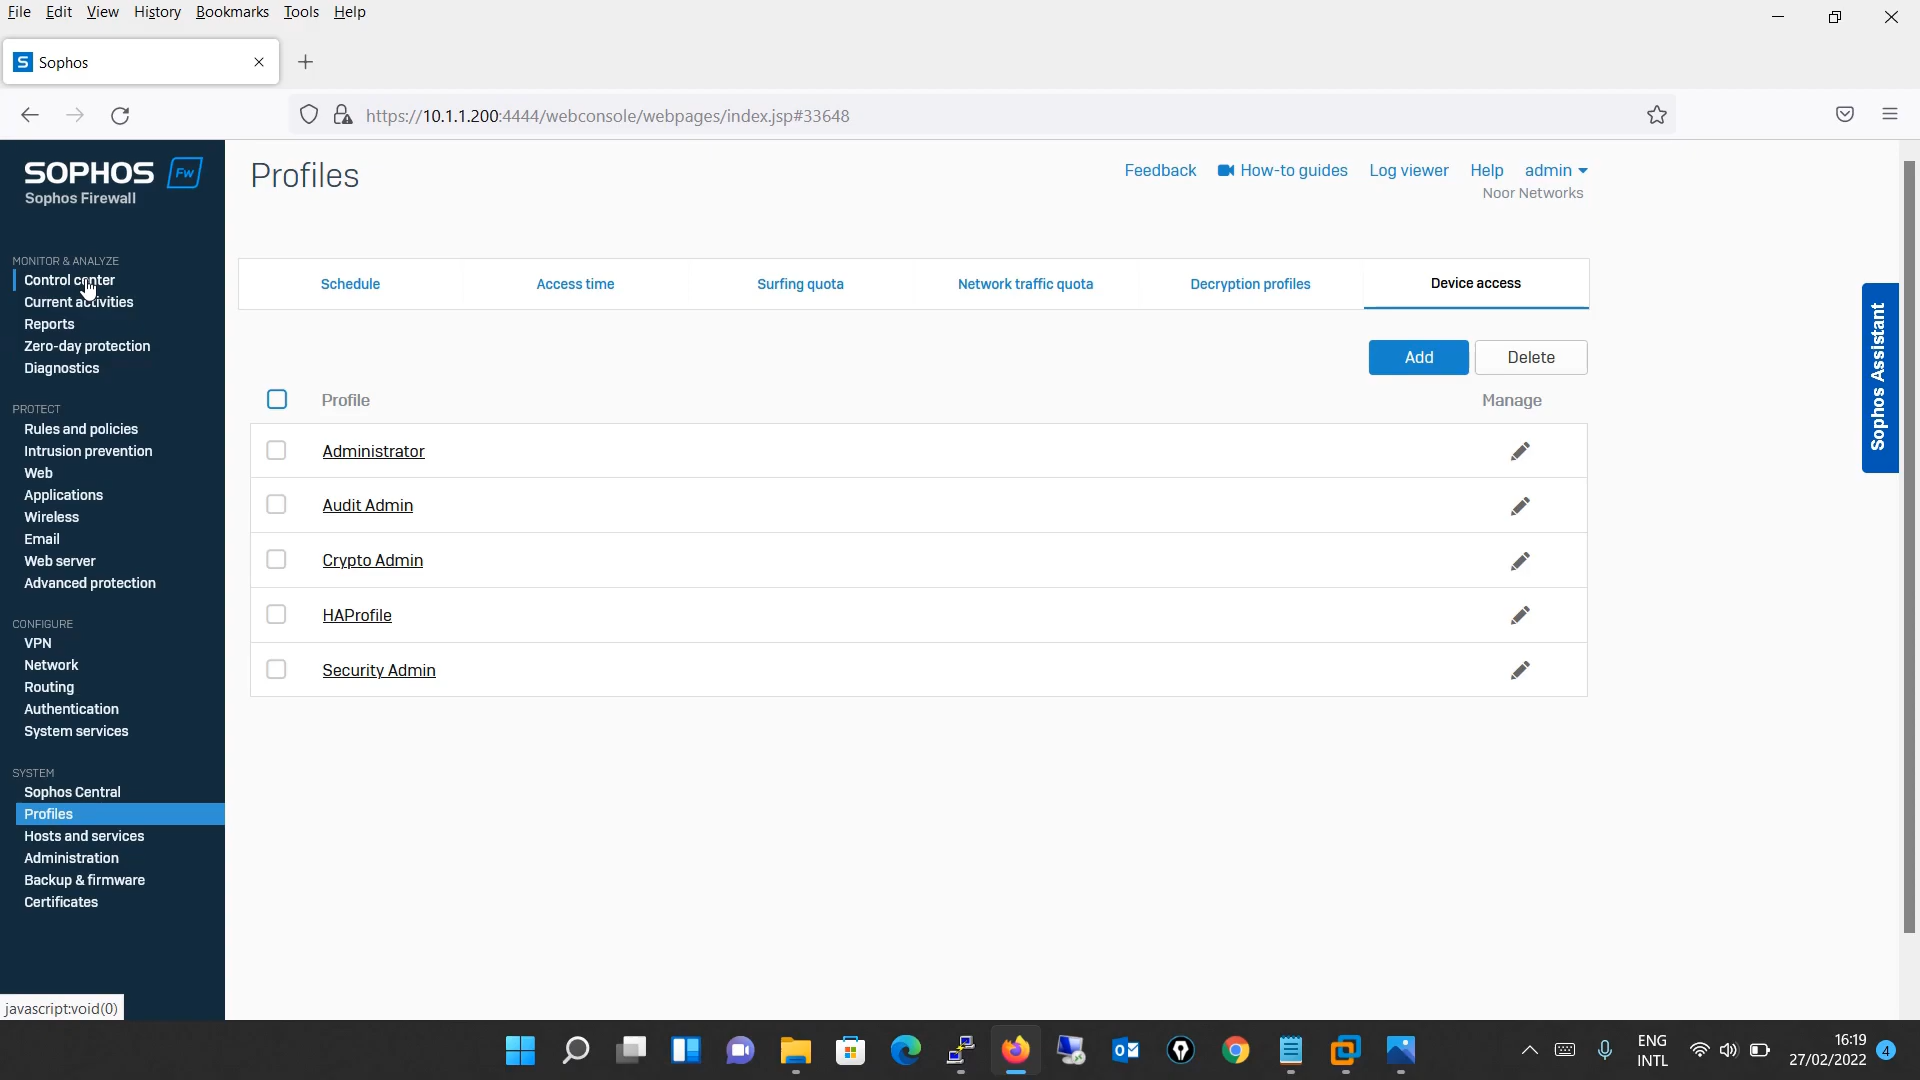 File Edit View History Bookmarks Tools Help
Sophos
https://10.1.1.200:4444/webconsole/webpages/index.jsp#33648
SOPHOS Fw
Sophos Firewall
MONITOR & ANALYZE
Control center
Current activities
Reports
Zero-day protection
Diagnostics
PROTECT
Rules and policies
Intrusion prevention
Web
Applications
Wireless
Email
Web server
Advanced protection
CONFIGURE
VPN
Network
Routing
Authentication
System services
SYSTEM
Sophos Central
Profiles
Hosts and services
Administration
Backup & firmware
Certificates
javascript:void(0)
Profiles
Feedback How-to guides Log viewer Help admin
Noor Networks
Schedule Access time Surfing quota Network traffic quota Decryption profiles Device access
Add Delete
Profile Manage
Administrator
Audit Admin
Crypto Admin
HAProfile
Security Admin
Sophos Assistant
ENG
INTL
16:19
27/02/2022
4